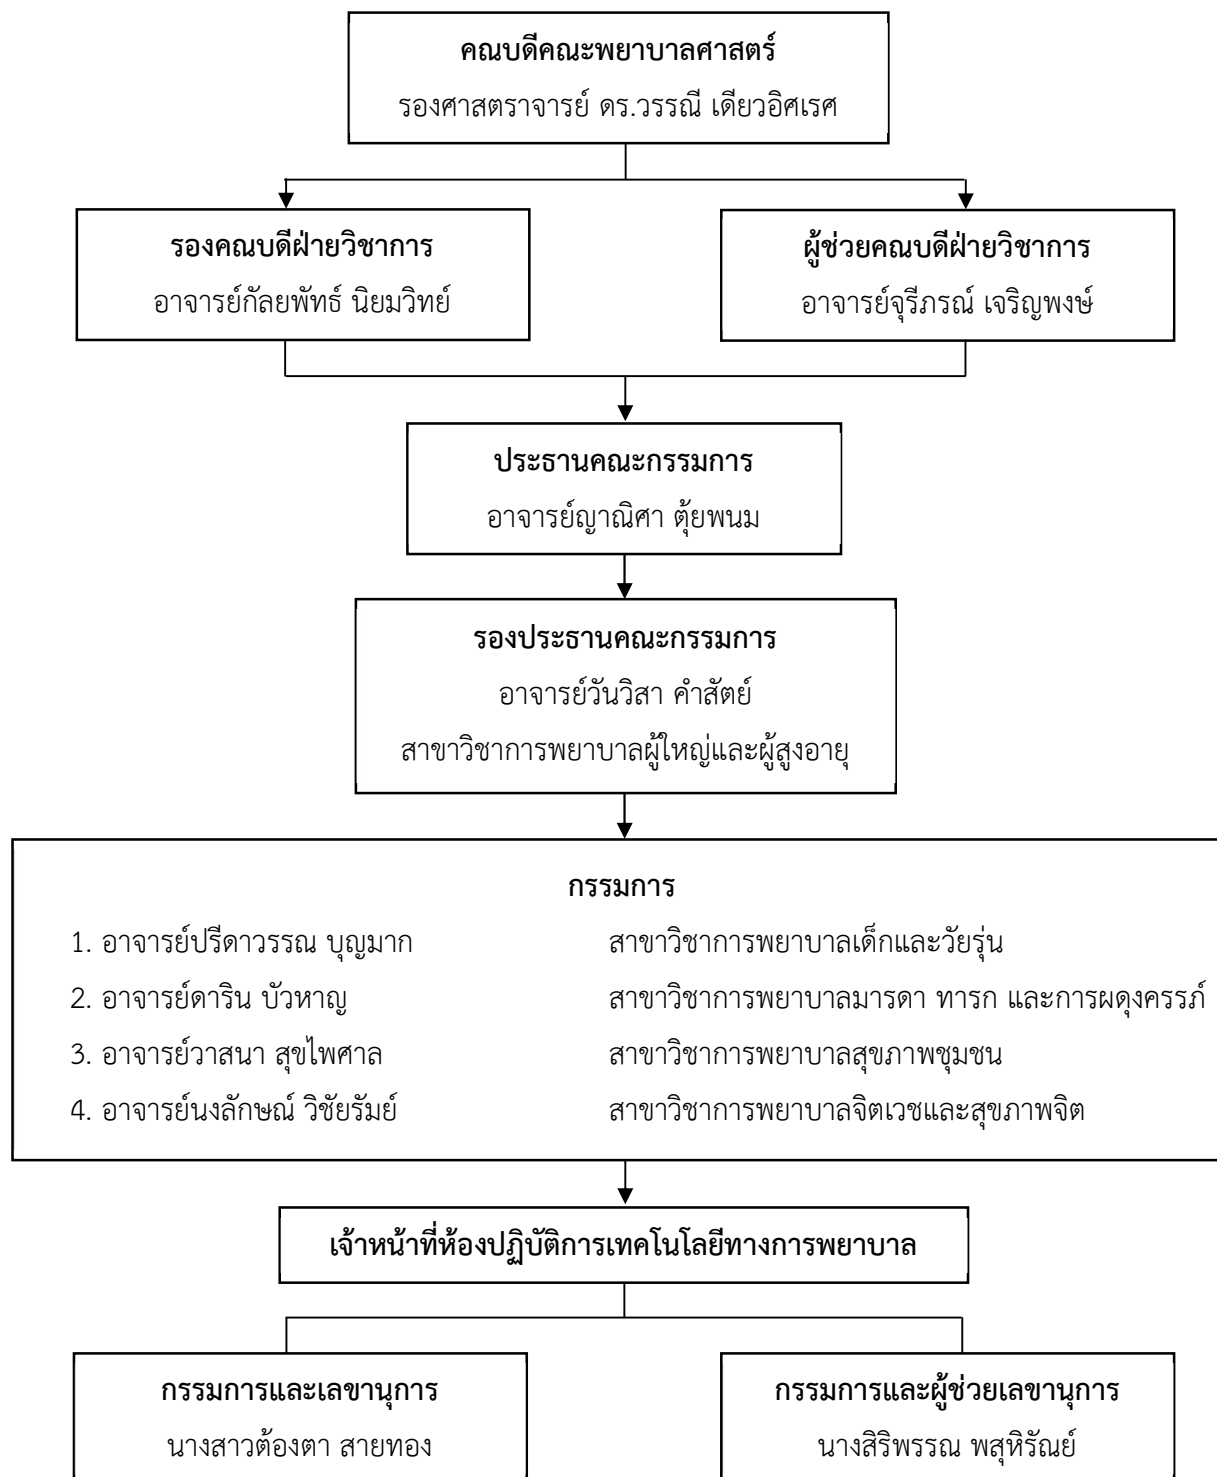 คณบดีคณะพยาบาลศาสตร์
รองศาสตราจารย์ ดร.วรรณี เดียวอิศเรศ
รองคณบดีฝ่ายวิชาการ
อาจารย์กัลยพัทธ์ นิยมวิทย์
ผู้ช่วยคณบดีฝ่ายวิชาการ
อาจารย์จุรีภรณ์ เจริญพงษ์
ประธานคณะกรรมการ
อาจารย์ญาณิศา ตุ้ยพนม
รองประธานคณะกรรมการ
อาจารย์วันวิสา คำสัตย์
สาขาวิชาการพยาบาลผู้ใหญ่และผู้สูงอายุ
กรรมการ
1. อาจารย์ปรีดาวรรณ บุญมาก สาขาวิชาการพยาบาลเด็กและวัยรุ่น
2. อาจารย์ดาริน บัวหาญ สาขาวิชาการพยาบาลมารดา ทารก และการผดุงครรภ์
3. อาจารย์วาสนา สุขไพศาล สาขาวิชาการพยาบาลสุขภาพชุมชน
4. อาจารย์นงลักษณ์ วิชัยรัมย์ สาขาวิชาการพยาบาลจิตเวชและสุขภาพจิต
เจ้าหน้าที่ห้องปฏิบัติการเทคโนโลยีทางการพยาบาล
กรรมการและเลขานุการ
นางสาวต้องตา สายทอง
กรรมการและผู้ช่วยเลขานุการ
นางสิริพรรณ พสุหิรัณย์